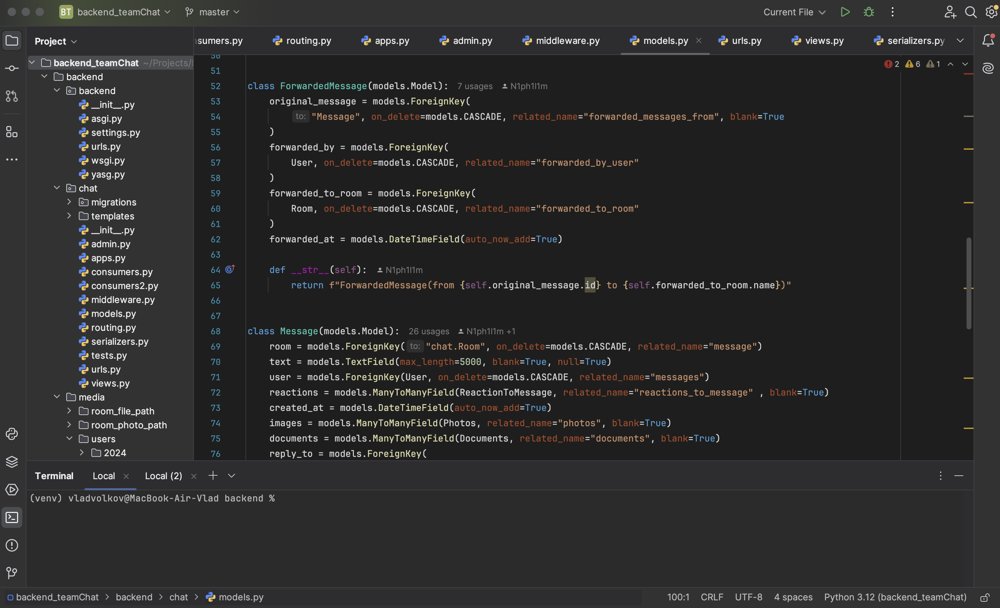 BT backend_teamChat master Current File
Project
backend_teamChat ~/Projects/
backend
backend
__init__.py
asgi.py
settings.py
urls.py
wsgi.py
yasg.py
chat
migrations
templates
__init__.py
admin.py
apps.py
consumers.py
consumers2.py
middleware.py
models.py
routing.py
serializers.py
tests.py
urls.py
views.py
media
room_file_path
room_photo_path
users
2024
sumers.py routing.py apps.py admin.py middleware.py models.py urls.py views.py serializers.py
2 6 1
50
51
52 class ForwardedMessage(models.Model): 7 usages N1ph1l1m
53 original_message = models.ForeignKey(
54 to: "Message", on_delete=models.CASCADE, related_name="forwarded_messages_from", blank=True
55 )
56 forwarded_by = models.ForeignKey(
57 User, on_delete=models.CASCADE, related_name="forwarded_by_user"
58 )
59 forwarded_to_room = models.ForeignKey(
60 Room, on_delete=models.CASCADE, related_name="forwarded_to_room"
61 )
62 forwarded_at = models.DateTimeField(auto_now_add=True)
63
64 def __str__(self): N1ph1l1m
65 return f"ForwardedMessage(from {self.original_message.id} to {self.forwarded_to_room.name})"
66
67
68 class Message(models.Model): 26 usages N1ph1l1m +1
69 room = models.ForeignKey( to: "chat.Room", on_delete=models.CASCADE, related_name="message")
70 text = models.TextField(max_length=5000, blank=True, null=True)
71 user = models.ForeignKey(User, on_delete=models.CASCADE, related_name="messages")
72 reactions = models.ManyToManyField(ReactionToMessage, related_name="reactions_to_message" , blank=True)
73 created_at = models.DateTimeField(auto_now_add=True)
74 images = models.ManyToManyField(Photos, related_name="photos", blank=True)
75 documents = models.ManyToManyField(Documents, related_name="documents", blank=True)
76 reply_to = models.ForeignKey(
Terminal Local Local (2)
(venv) vladvolkov@MacBook-Air-Vlad backend %
backend_teamChat > backend > chat > models.py 100:1 CRLF UTF-8 4 spaces Python 3.12 (backend_teamChat)